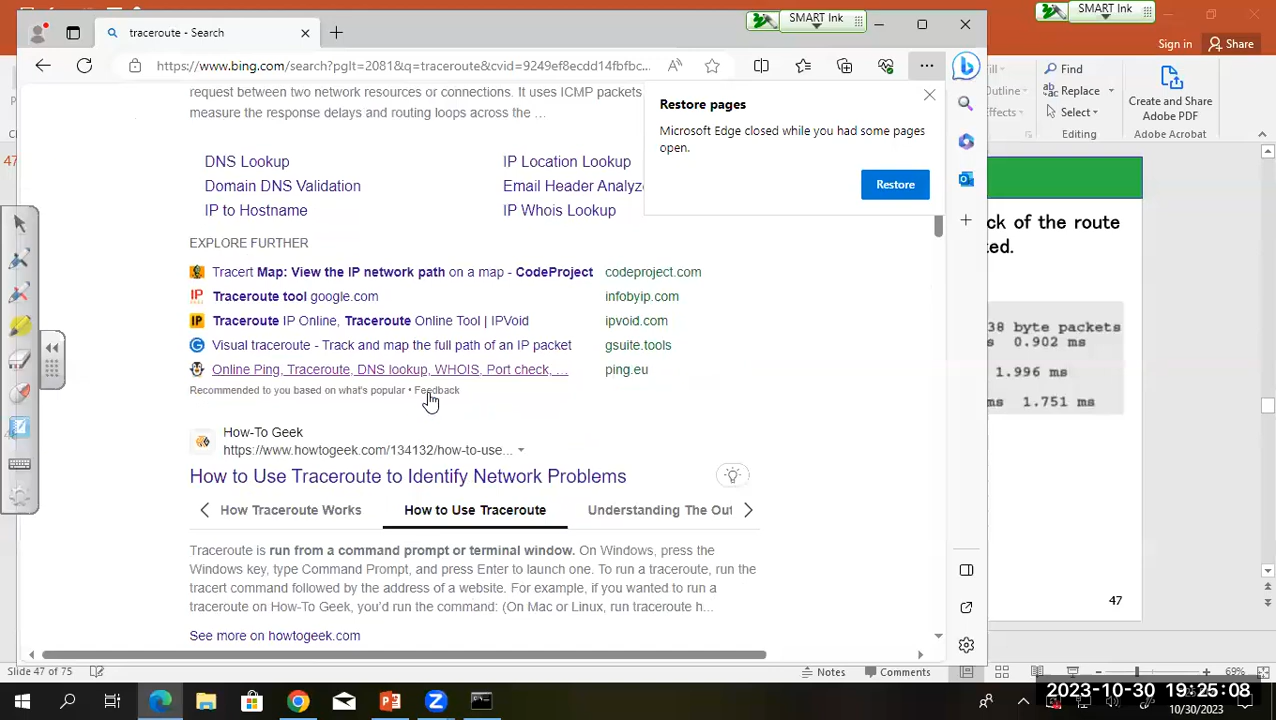 SMART Ink
SMART Ink
traceroute - Search
Sign in
Share
https://www.bing.com/search?pglt=2081&q=traceroute&cvid=9249ef8ecdd14fbfbc...
Find
Replace
Select
Editing
Create and Share
Adobe PDF
Adobe Acrobat
request between two network resources or connections. It uses ICMP packets
measure the response delays and routing loops across the ...
Restore pages
Microsoft Edge closed while you had some pages
open.
Restore
DNS Lookup
IP Location Lookup
Domain DNS Validation
Email Header Analyze
IP to Hostname
IP Whois Lookup
EXPLORE FURTHER
Tracert Map: View the IP network path on a map - CodeProject
codeproject.com
Traceroute tool google.com
infobyip.com
Traceroute IP Online, Traceroute Online Tool | IPVoid
ipvoid.com
Visual traceroute - Track and map the full path of an IP packet
gsuite.tools
Online Ping, Traceroute, DNS lookup, WHOIS, Port check, ...
ping.eu
Recommended to you based on what's popular • Feedback
How-To Geek
https://www.howtogeek.com/134132/how-to-use...
How to Use Traceroute to Identify Network Problems
How Traceroute Works
How to Use Traceroute
Understanding The Out
Traceroute is run from a command prompt or terminal window. On Windows, press the
Windows key, type Command Prompt, and press Enter to launch one. To run a traceroute, run the
tracert command followed by the address of a website. For example, if you wanted to run a
traceroute on How-To Geek, you'd run the command: (On Mac or Linux, run traceroute h...
See more on howtogeek.com
ck of the route
ed.
38 byte packets
s 0.902 ms
1.996 ms
ms 1.751 ms
47
Slide 47 of 75
Notes
Comments
69%
2023-10-30 19:25:08
10/30/2023